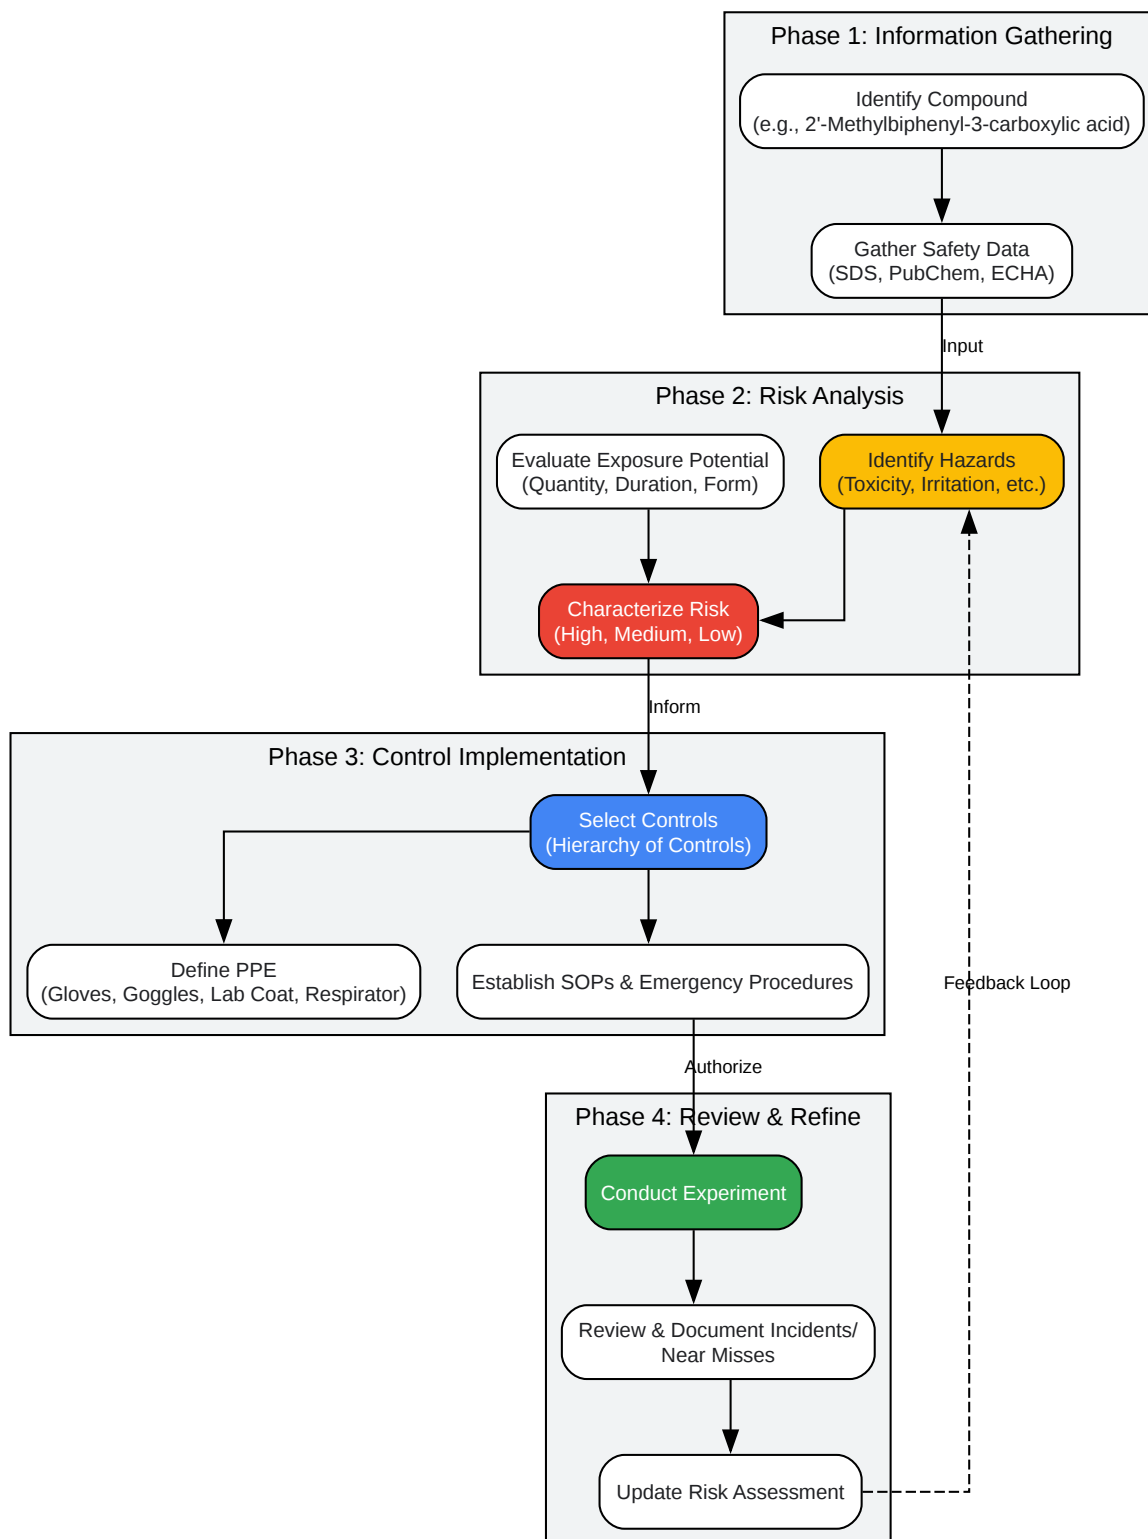 Phase 1: Information Gathering
Identify Compound
(e.g., 2'-Methylbiphenyl-3-carboxylic acid)
Gather Safety Data
(SDS, PubChem, ECHA)
Input
Phase 2: Risk Analysis
Evaluate Exposure Potential
(Quantity, Duration, Form)
Identify Hazards
(Toxicity, Irritation, etc.)
Characterize Risk
(High, Medium, Low)
Inform
Phase 3: Control Implementation
Select Controls
(Hierarchy of Controls)
Define PPE
(Gloves, Goggles, Lab Coat, Respirator)
Establish SOPs & Emergency Procedures
Feedback Loop
Authorize
Phase 4: Review & Refine
Conduct Experiment
Review & Document Incidents/
Near Misses
Update Risk Assessment